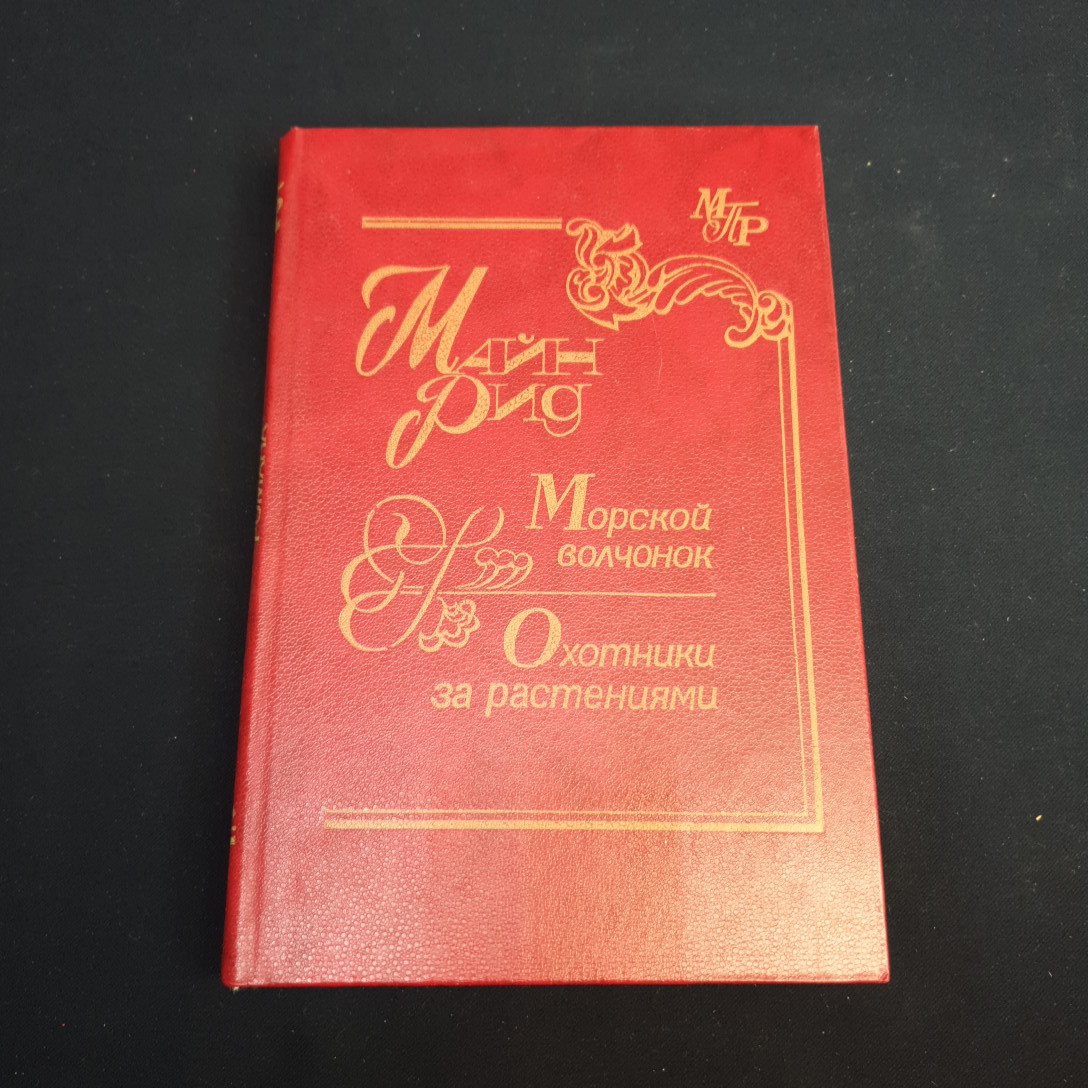 МПР
Майн
Рид
Морской
волчонок
Охотники
за растениями